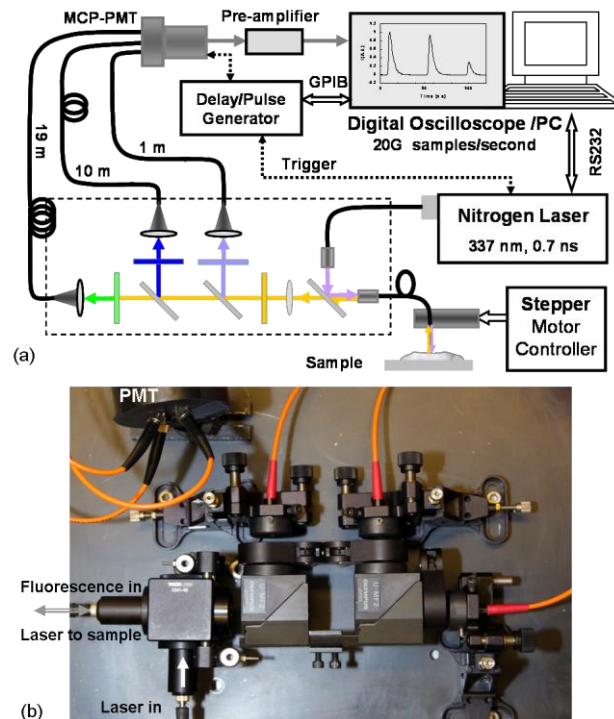 MCP-PMT
Pre-amplifier
GPIB
Delay/Pulse
Generator
Time [n s]
Digital Oscilloscope /PC
20G samples/second
RS232
Trigger
19 m
10 m
1 m
Nitrogen Laser
337 nm, 0.7 ns
Stepper
Motor
Controller
Sample
(a)
PMT
Fluorescence in
Laser to sample
Laser in
(b)